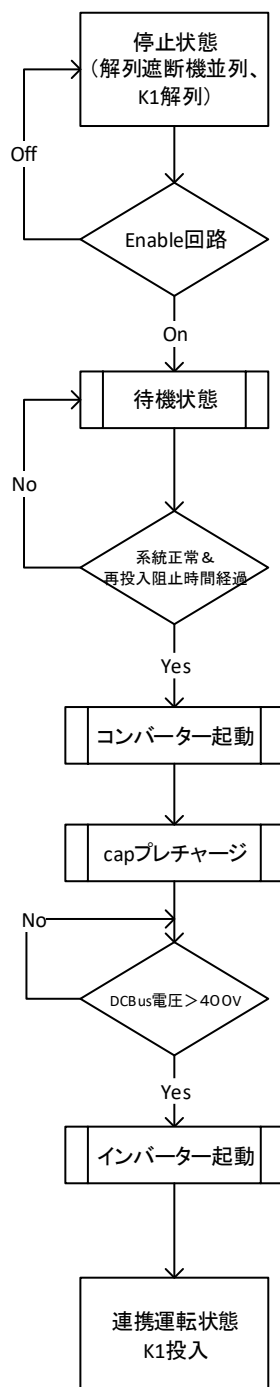 停止状態
（解列遮断機並列、
K1解列）
Off
Enable回路
On
待機状態
No
系統正常＆
再投入阻止時間経過
Yes
コンバーター起動
capプレチャージ
No
DCBus電圧＞400V
Yes
インバーター起動
連携運転状態
K1投入